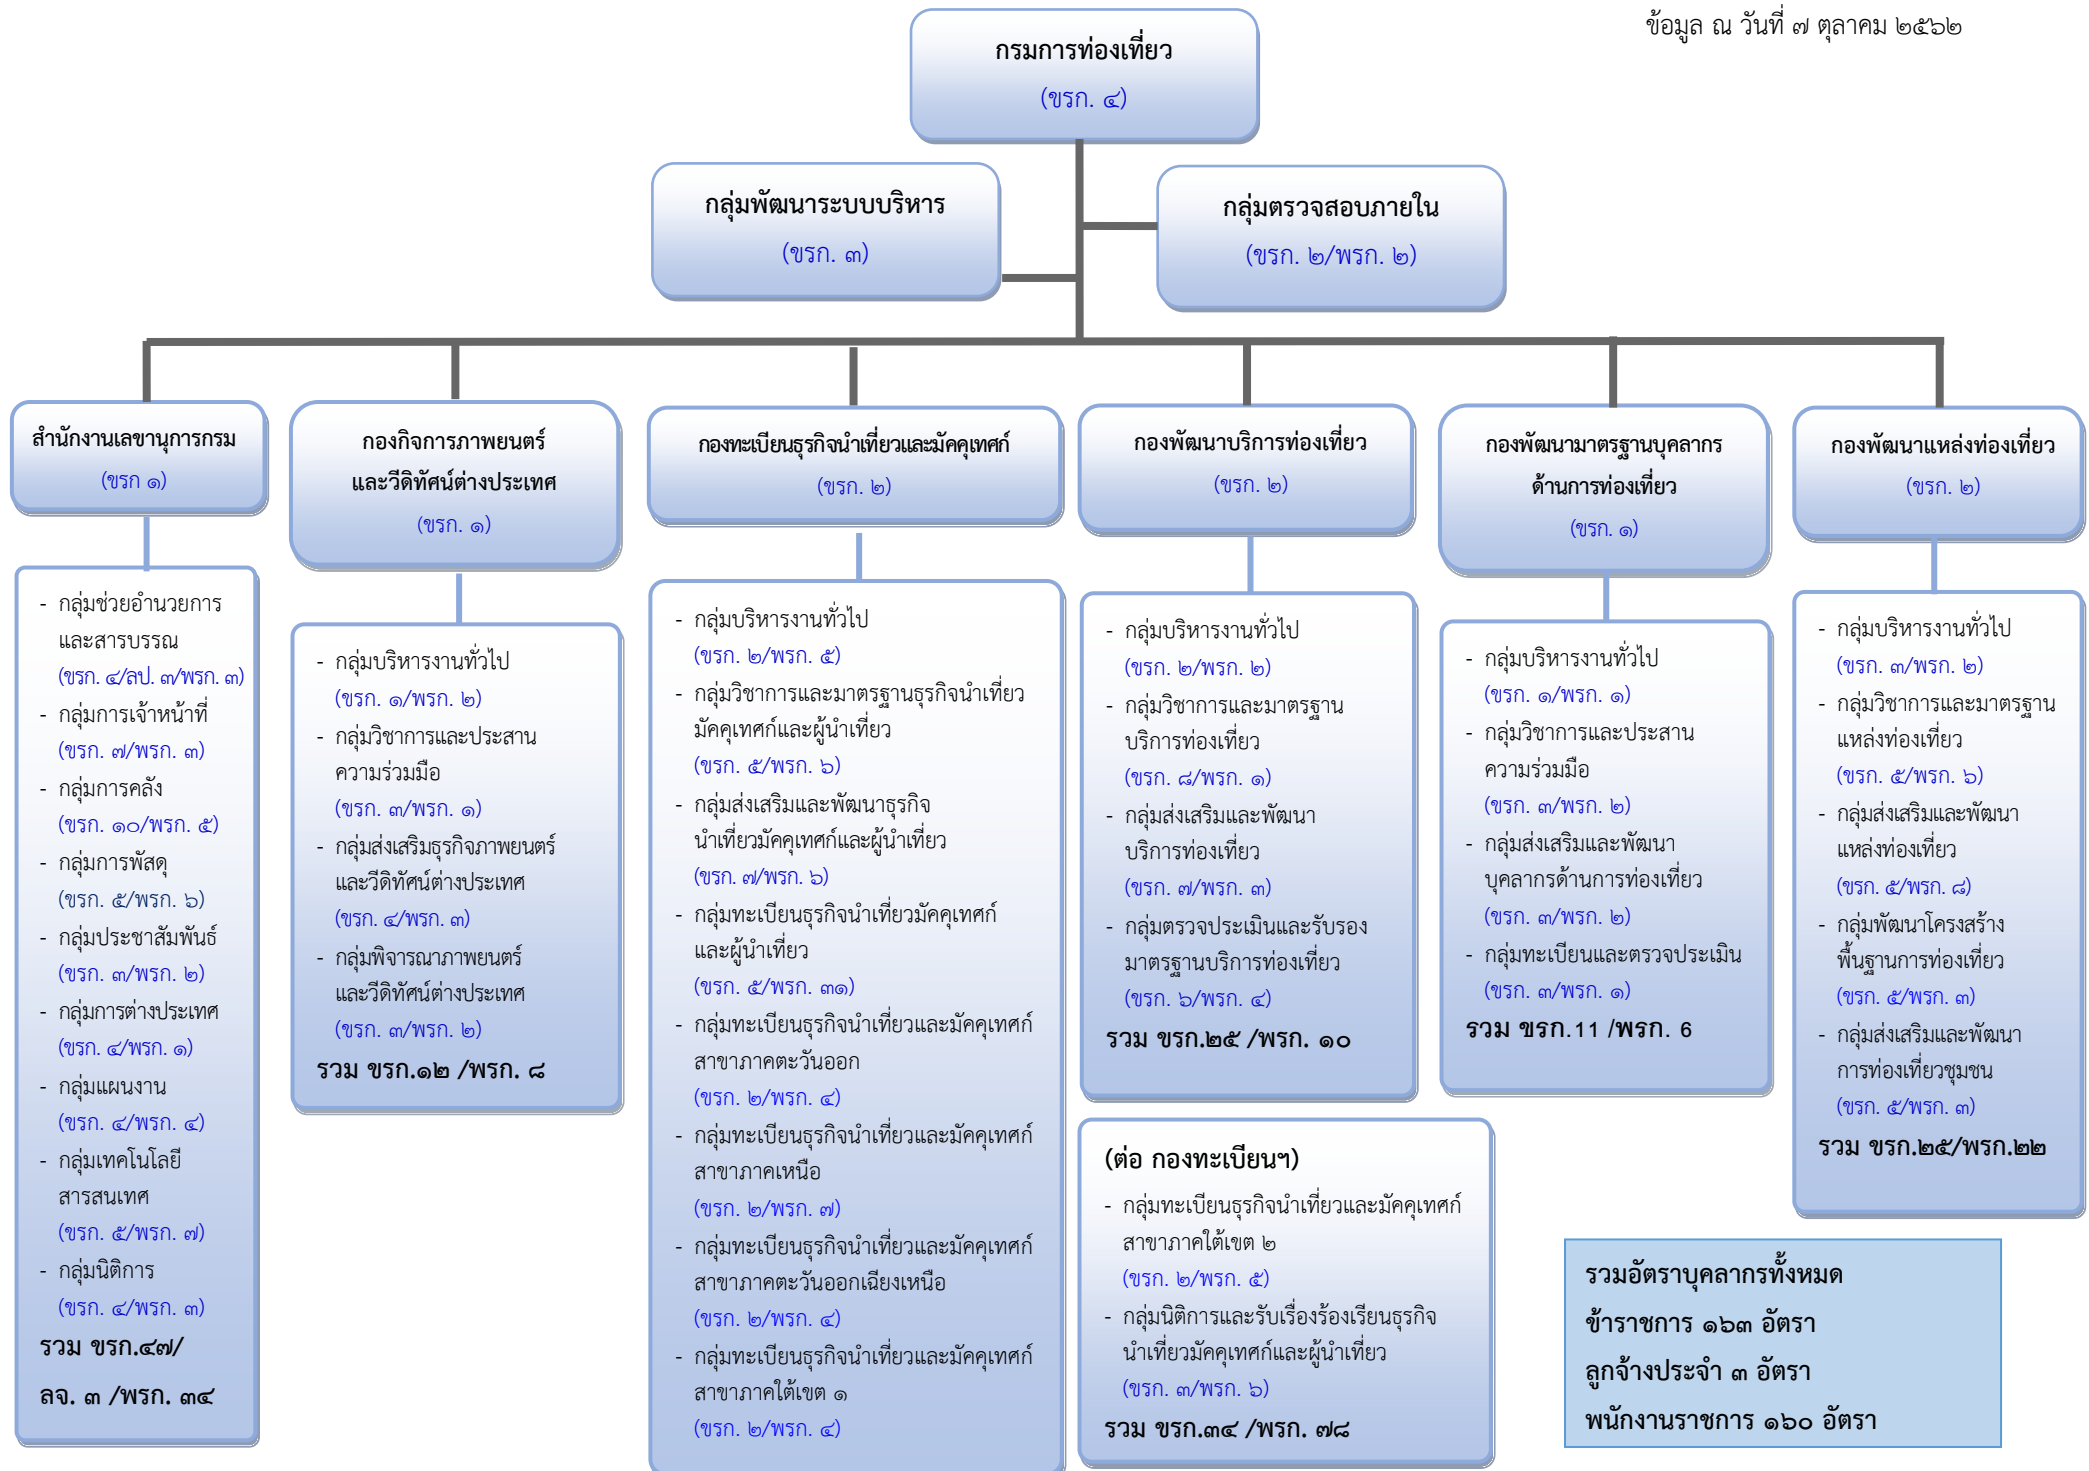 ข้อมูล ณ วันที่ ๗ ตุลาคม ๒๕๖๒
กรมการท่องเที่ยว
(ขรก. ๔)
กลุ่มพัฒนาระบบบริหาร
(ขรก. ๓)
กลุ่มตรวจสอบภายใน
(ขรก. ๒/พรก. ๒)
สำนักงานเลขานุการกรม
(ขรก ๑)
- กลุ่มช่วยอำนวยการ
และสารบรรณ
(ขรก. ๔/ลป. ๓/พรก. ๓)
- กลุ่มการเจ้าหน้าที่
(ขรก. ๗/พรก. ๓)
- กลุ่มการคลัง
(ขรก. ๑๐/พรก. ๕)
- กลุ่มการพัสดุ
(ขรก. ๕/พรก. ๖)
- กลุ่มประชาสัมพันธ์
(ขรก. ๓/พรก. ๒)
- กลุ่มการต่างประเทศ
(ขรก. ๔/พรก. ๑)
- กลุ่มแผนงาน
(ขรก. ๔/พรก. ๔)
- กลุ่มเทคโนโลยี
สารสนเทศ
(ขรก. ๕/พรก. ๗)
- กลุ่มนิติการ
(ขรก. ๔/พรก. ๓)
รวม ขรก.๔๗/
ลจ. ๓ /พรก. ๓๔
กองกิจการภาพยนตร์
และวีดิทัศน์ต่างประเทศ
(ขรก. ๑)
- กลุ่มบริหารงานทั่วไป
(ขรก. ๑/พรก. ๒)
- กลุ่มวิชาการและประสาน
ความร่วมมือ
(ขรก. ๓/พรก. ๑)
- กลุ่มส่งเสริมธุรกิจภาพยนตร์
และวีดิทัศน์ต่างประเทศ
(ขรก. ๔/พรก. ๓)
- กลุ่มพิจารณาภาพยนตร์
และวีดิทัศน์ต่างประเทศ
(ขรก. ๓/พรก. ๒)
รวม ขรก.๑๒ /พรก. ๘
กองทะเบียนธุรกิจนำเที่ยวและมัคคุเทศก์
(ขรก. ๒)
- กลุ่มบริหารงานทั่วไป
(ขรก. ๒/พรก. ๕)
- กลุ่มวิชาการและมาตรฐานธุรกิจนำเที่ยว
มัคคุเทศก์และผู้นำเที่ยว
(ขรก. ๕/พรก. ๖)
- กลุ่มส่งเสริมและพัฒนาธุรกิจ
นำเที่ยวมัคคุเทศก์และผู้นำเที่ยว
(ขรก. ๗/พรก. ๖)
- กลุ่มทะเบียนธุรกิจนำเที่ยวมัคคุเทศก์
และผู้นำเที่ยว
(ขรก. ๕/พรก. ๓๑)
- กลุ่มทะเบียนธุรกิจนำเที่ยวและมัคคุเทศก์
สาขาภาคตะวันออก
(ขรก. ๒/พรก. ๔)
- กลุ่มทะเบียนธุรกิจนำเที่ยวและมัคคุเทศก์
สาขาภาคเหนือ
(ขรก. ๒/พรก. ๗)
- กลุ่มทะเบียนธุรกิจนำเที่ยวและมัคคุเทศก์
สาขาภาคตะวันออกเฉียงเหนือ
(ขรก. ๒/พรก. ๔)
- กลุ่มทะเบียนธุรกิจนำเที่ยวและมัคคุเทศก์
สาขาภาคใต้เขต ๑
(ขรก. ๒/พรก. ๔)
กองพัฒนาบริการท่องเที่ยว
(ขรก. ๒)
- กลุ่มบริหารงานทั่วไป
(ขรก. ๒/พรก. ๒)
- กลุ่มวิชาการและมาตรฐาน
บริการท่องเที่ยว
(ขรก. ๘/พรก. ๑)
- กลุ่มส่งเสริมและพัฒนา
บริการท่องเที่ยว
(ขรก. ๗/พรก. ๓)
- กลุ่มตรวจประเมินและรับรอง
มาตรฐานบริการท่องเที่ยว
(ขรก. ๖/พรก. ๔)
รวม ขรก.๒๕ /พรก. ๑๐
(ต่อ กองทะเบียนฯ)
- กลุ่มทะเบียนธุรกิจนำเที่ยวและมัคคุเทศก์
สาขาภาคใต้เขต ๒
(ขรก. ๒/พรก. ๕)
- กลุ่มนิติการและรับเรื่องร้องเรียนธุรกิจ
นำเที่ยวมัคคุเทศก์และผู้นำเที่ยว
(ขรก. ๓/พรก. ๖)
รวม ขรก.๓๔ /พรก. ๗๘
กองพัฒนามาตรฐานบุคลากร
ด้านการท่องเที่ยว
(ขรก. ๑)
- กลุ่มบริหารงานทั่วไป
(ขรก. ๑/พรก. ๑)
- กลุ่มวิชาการและประสาน
ความร่วมมือ
(ขรก. ๓/พรก. ๒)
- กลุ่มส่งเสริมและพัฒนา
บุคลากรด้านการท่องเที่ยว
(ขรก. ๓/พรก. ๒)
- กลุ่มทะเบียนและตรวจประเมิน
(ขรก. ๓/พรก. ๑)
รวม ขรก.11 /พรก. 6
กองพัฒนาแหล่งท่องเที่ยว
(ขรก. ๒)
- กลุ่มบริหารงานทั่วไป
(ขรก. ๓/พรก. ๒)
- กลุ่มวิชาการและมาตรฐาน
แหล่งท่องเที่ยว
(ขรก. ๕/พรก. ๖)
- กลุ่มส่งเสริมและพัฒนา
แหล่งท่องเที่ยว
(ขรก. ๕/พรก. ๘)
- กลุ่มพัฒนาโครงสร้าง
พื้นฐานการท่องเที่ยว
(ขรก. ๕/พรก. ๓)
- กลุ่มส่งเสริมและพัฒนา
การท่องเที่ยวชุมชน
(ขรก. ๕/พรก. ๓)
รวม ขรก.๒๕/พรก.๒๒
รวมอัตราบุคลากรทั้งหมด
ข้าราชการ ๑๖๓ อัตรา
ลูกจ้างประจำ ๓ อัตรา
พนักงานราชการ ๑๖๐ อัตรา